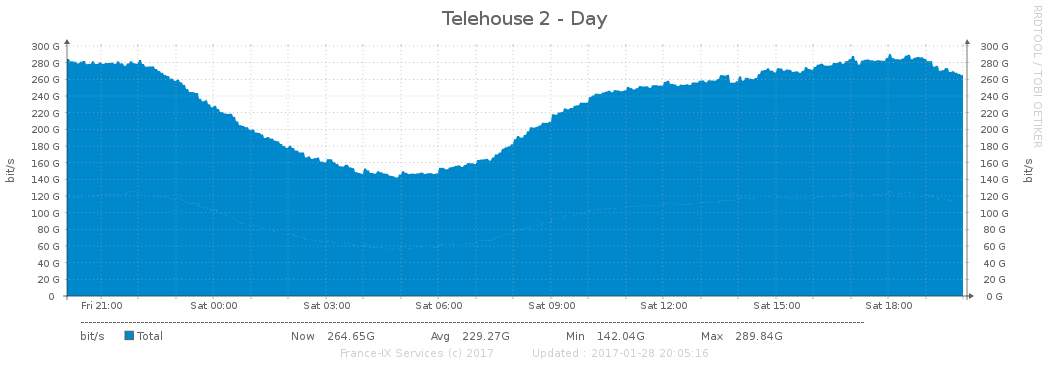 Telehouse 2 - Day
RRDTOOL / TOBI OETIKER
300 G 300 G
280 G 280 G
260 G 260 G
240 G 240 G
220 G 220 G
200 G 200 G
180 G 180 G
160 G 160 G
140 G 140 G
120 G 120 G
100 G 100 G
80 G 80 G
60 G 60 G
40 G 40 G
20 G 20 G
0 0 G
bit/s bit/s
Fri 21:00 Sat 00:00 Sat 03:00 Sat 06:00 Sat 09:00 Sat 12:00 Sat 15:00 Sat 18:00
bit/s Total Now 264.65G Avg 229.27G Min 142.04G Max 289.84G
France-IX Services (c) 2017 Updated : 2017-01-28 20:05:16